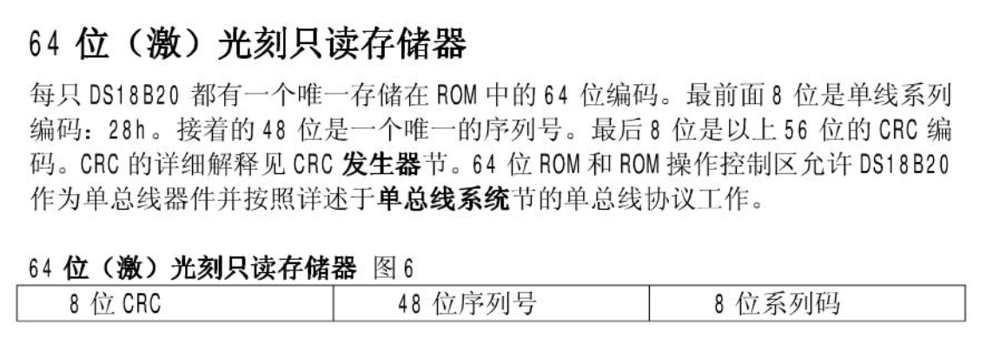 64 位（激）光刻只读存储器
每只 DS18B20 都有一个唯一存储在 ROM 中的 64 位编码。最前面 8 位是单线系列
编码：28h。接着的 48 位是一个唯一的序列号。最后 8 位是以上 56 位的 CRC 编
码。CRC 的详细解释见 CRC 发生器节。64 位 ROM 和 ROM 操作控制区允许 DS18B20
作为单总线器件并按照详述于单总线系统节的单总线协议工作。
64 位（激）光刻只读存储器 图 6
8 位 CRC 48 位序列号 8 位系列码